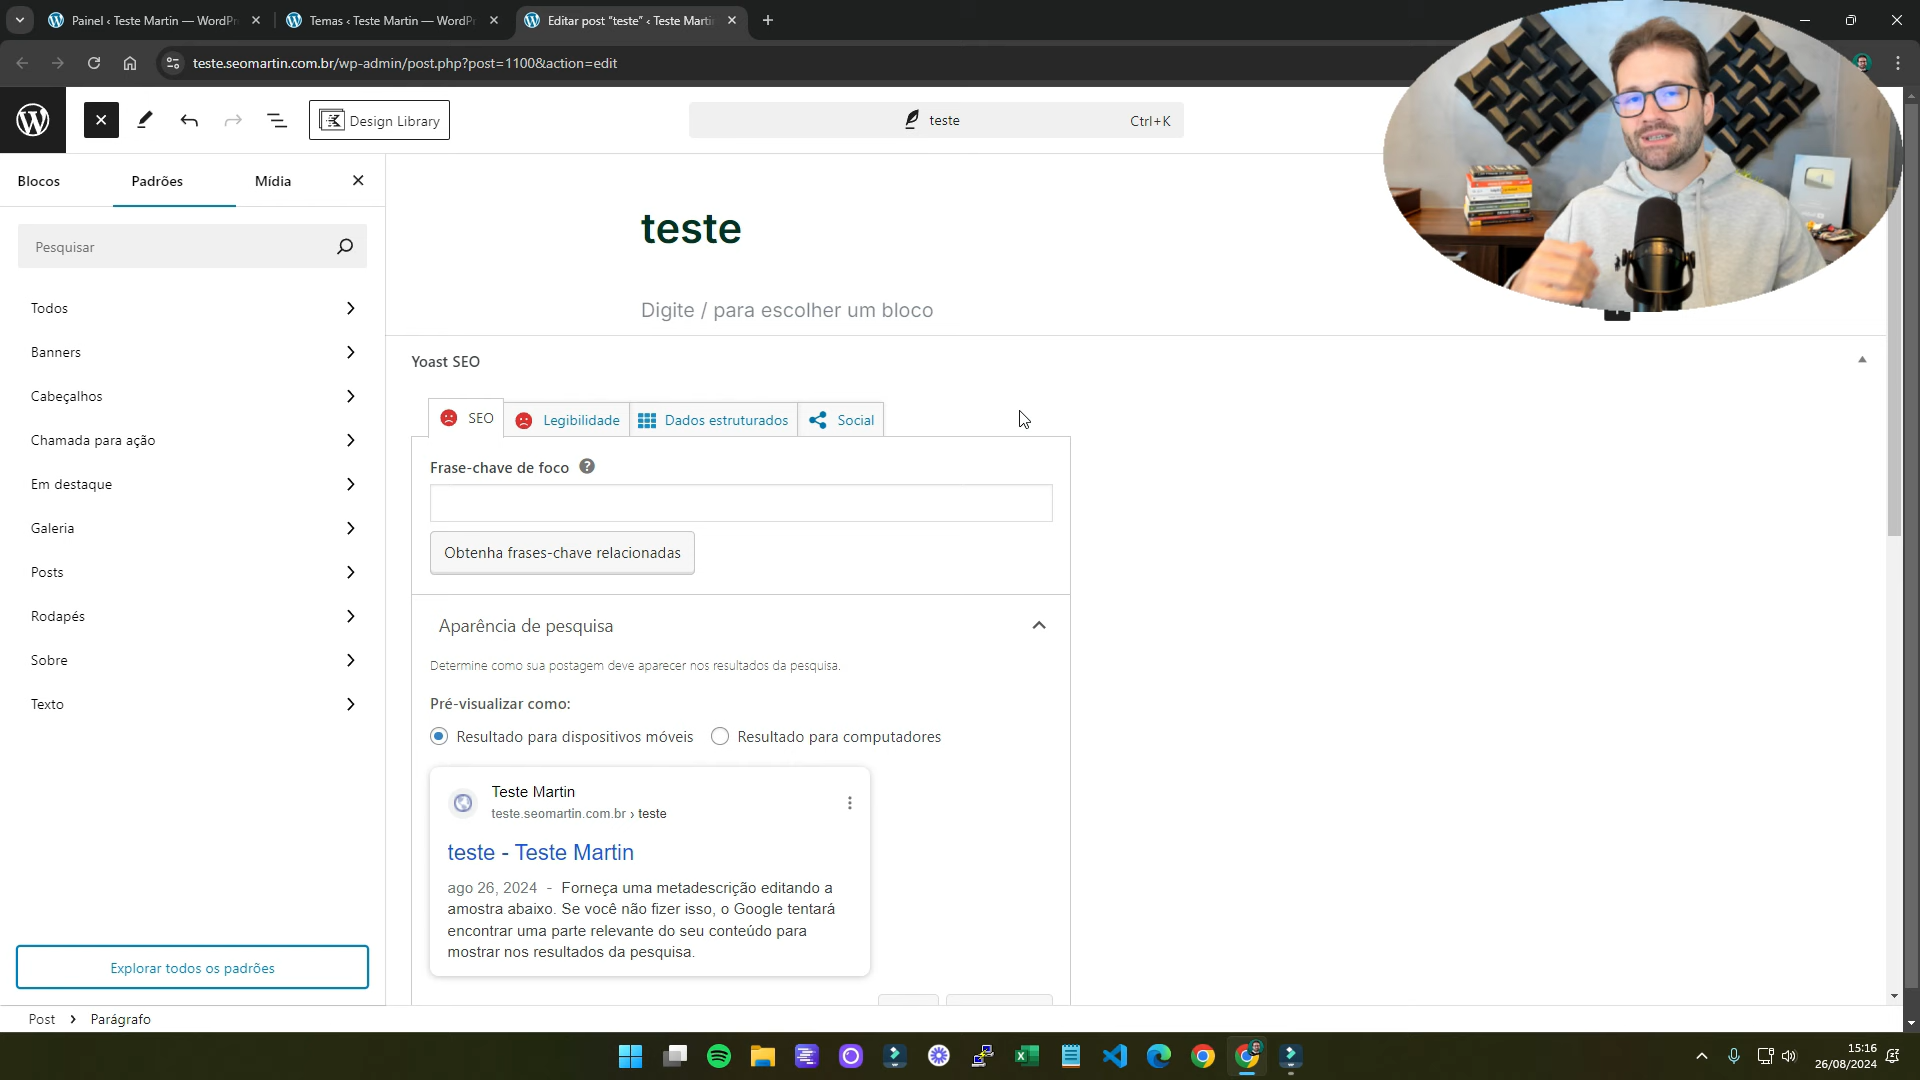 Painel ‹ Teste Martin — WordPr
Temas ‹ Teste Martin — WordP
Editar post “teste” ‹ Teste Marti
teste.seomartin.com.br/wp-admin/post.php?post=1100&action=edit
Design Library
teste
Ctrl+K
Blocos
Padrões
Mídia
Pesquisar
Todos
Banners
Cabeçalhos
Chamada para ação
Em destaque
Galeria
Posts
Rodapés
Sobre
Texto
Explorar todos os padrões
teste
Digite / para escolher um bloco
Yoast SEO
SEO
Legibilidade
Dados estruturados
Social
Frase-chave de foco
Obtenha frases-chave relacionadas
Aparência de pesquisa
Determine como sua postagem deve aparecer nos resultados da pesquisa.
Pré-visualizar como:
Resultado para dispositivos móveis
Resultado para computadores
Teste Martin
teste.seomartin.com.br › teste
teste - Teste Martin
ago 26, 2024 - Forneça uma metadescrição editando a
amostra abaixo. Se você não fizer isso, o Google tentará
encontrar uma parte relevante do seu conteúdo para
mostrar nos resultados da pesquisa.
Post › Parágrafo
15:16
26/08/2024